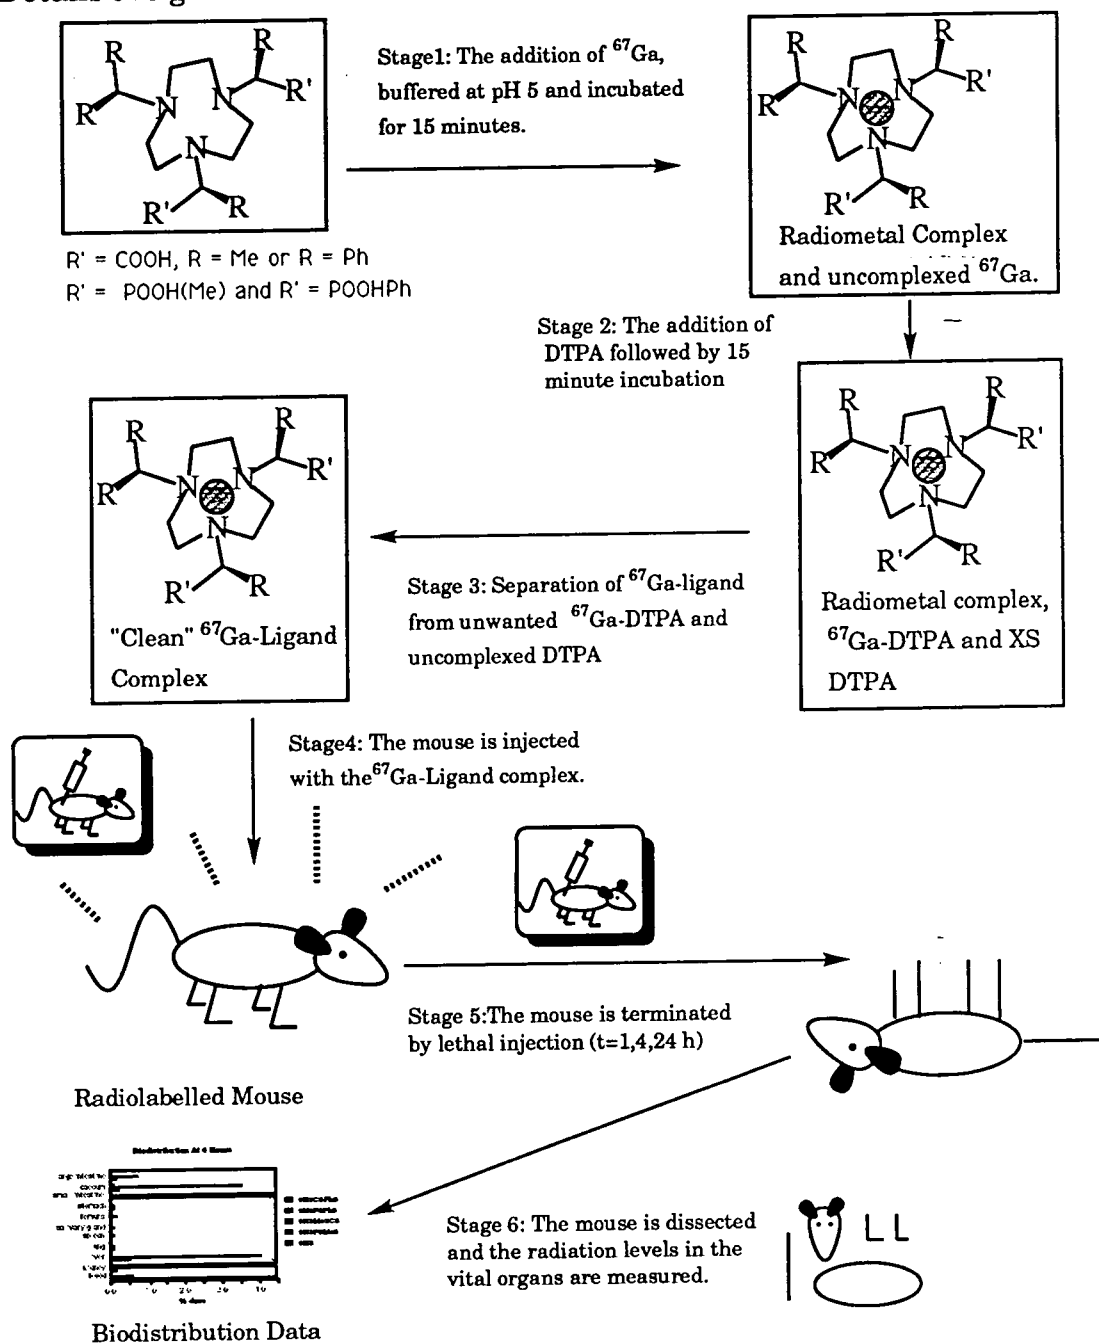 R
R
N
N
N
R
R'
R'
R
R' = COOH, R = Me or R = Ph
R' = POOH(Me) and R' = POOHPh
Stage1: The addition of ⁶⁷Ga,
buffered at pH 5 and incubated
for 15 minutes.
R
R
N
N
N
R
R'
R'
R
Radiometal Complex
and uncomplexed ⁶⁷Ga.
Stage 2: The addition of
DTPA followed by 15
minute incubation
R
R
N
N
N
R
R'
R'
R
Radiometal complex,
⁶⁷Ga-DTPA and XS
DTPA
Stage 3: Separation of ⁶⁷Ga-ligand
from unwanted ⁶⁷Ga-DTPA and
uncomplexed DTPA
R
R
N
N
N
R
R'
R'
R
"Clean" ⁶⁷Ga-Ligand
Complex
Stage4: The mouse is injected
with the⁶⁷Ga-Ligand complex.
Radiolabelled Mouse
Stage 5:The mouse is terminated
by lethal injection (t=1,4,24 h)
Stage 6: The mouse is dissected
and the radiation levels in the
vital organs are measured.
Biodistribution At 4 Hours
% dose
Biodistribution Data